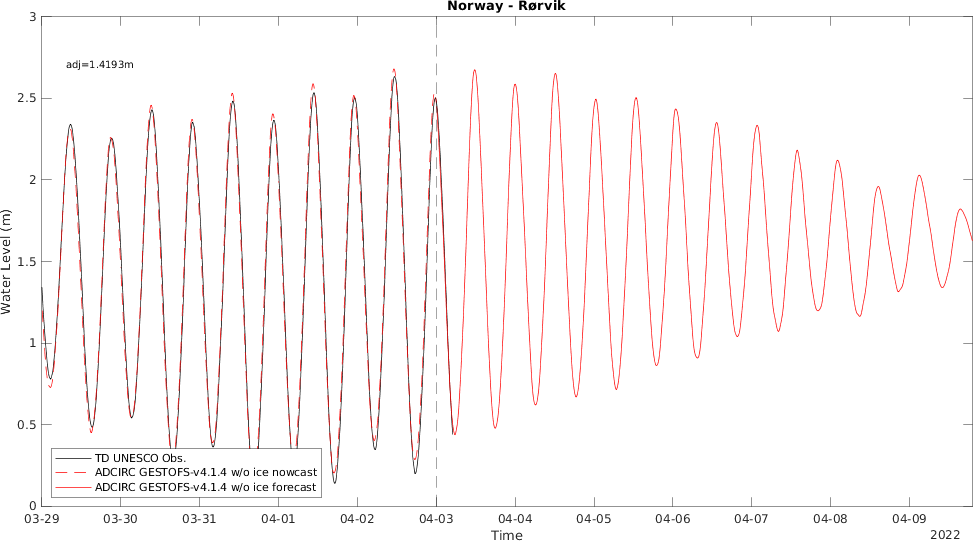 Norway - Rørvik
3
adj=1.4193m
2.5
2
1.5
Water Level (m)
1
0.5
TD UNESCO Obs.
ADCIRC GESTOFS-v4.1.4 w/o ice nowcast
ADCIRC GESTOFS-v4.1.4 w/o ice forecast
0
03-29 03-30 03-31 04-01 04-02 04-03 04-04 04-05 04-06 04-07 04-08 04-09
Time
2022